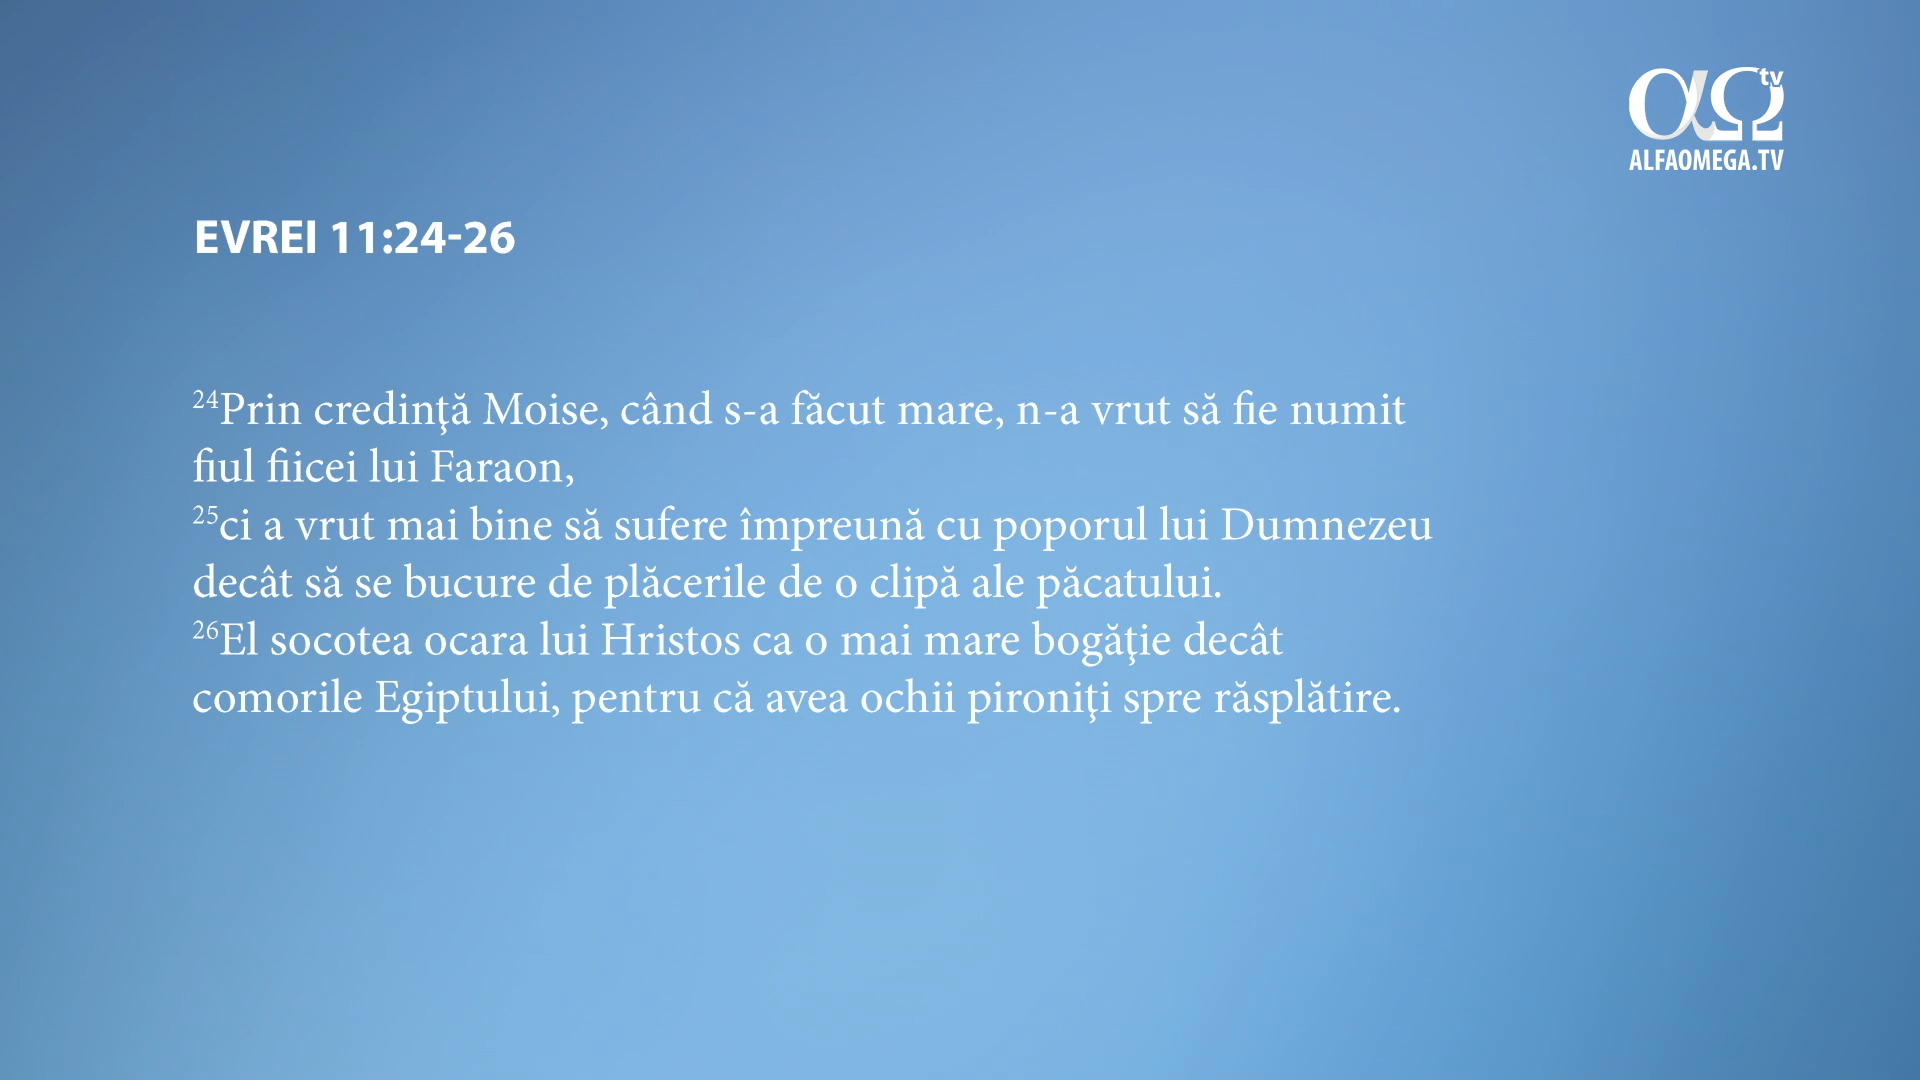 αΩ tv
ALFAOMEGA.TV
EVREI 11:24-26
24Prin credinţă Moise, când s-a făcut mare, n-a vrut să fie numit
fiul fiicei lui Faraon,
25ci a vrut mai bine să sufere împreună cu poporul lui Dumnezeu
decât să se bucure de plăcerile de o clipă ale păcatului.
26El socotea ocara lui Hristos ca o mai mare bogăţie decât
comorile Egiptului, pentru că avea ochii pironiţi spre răsplătire.